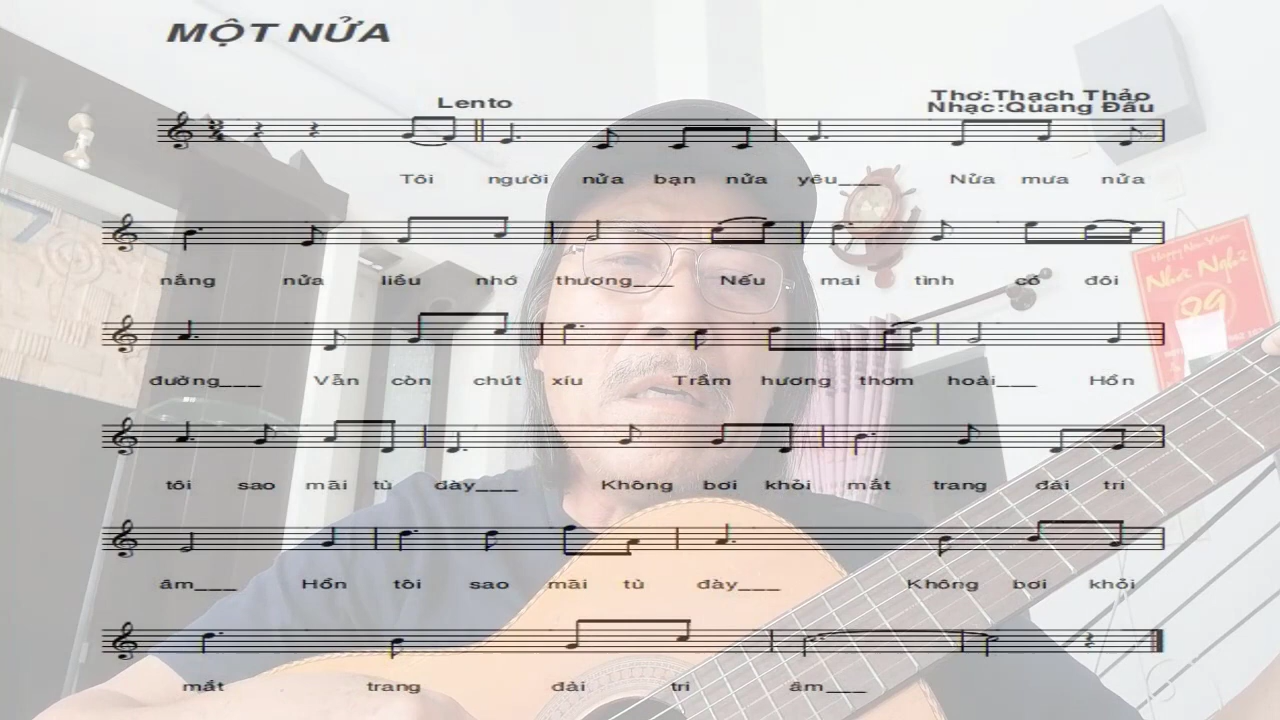 MỘT NỬA
Lento
Thơ:Thạch Thảo
Nhạc:Quang Đẩu
Tôi người nửa bạn nửa yêu___ Nửa mưa nửa
nắng nửa liều nhớ thương___ Nếu mai tình có đôi
đường___ Vẫn còn chút xíu Trầm hương thơm hoài___ Hồn
tôi sao mãi tù đày___ Không bơi khỏi mắt trang đài tri
âm___ Hồn tôi sao mãi tù đày___ Không bơi khỏi
mắt trang đài tri âm___
Happy New Year